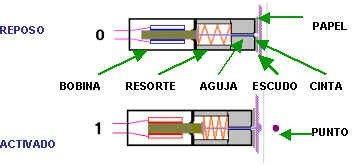 PAPEL
REPOSO 0
BOBINA RESORTE AGUJA ESCUDO CINTA
1
PUNTO
ACTIVADO